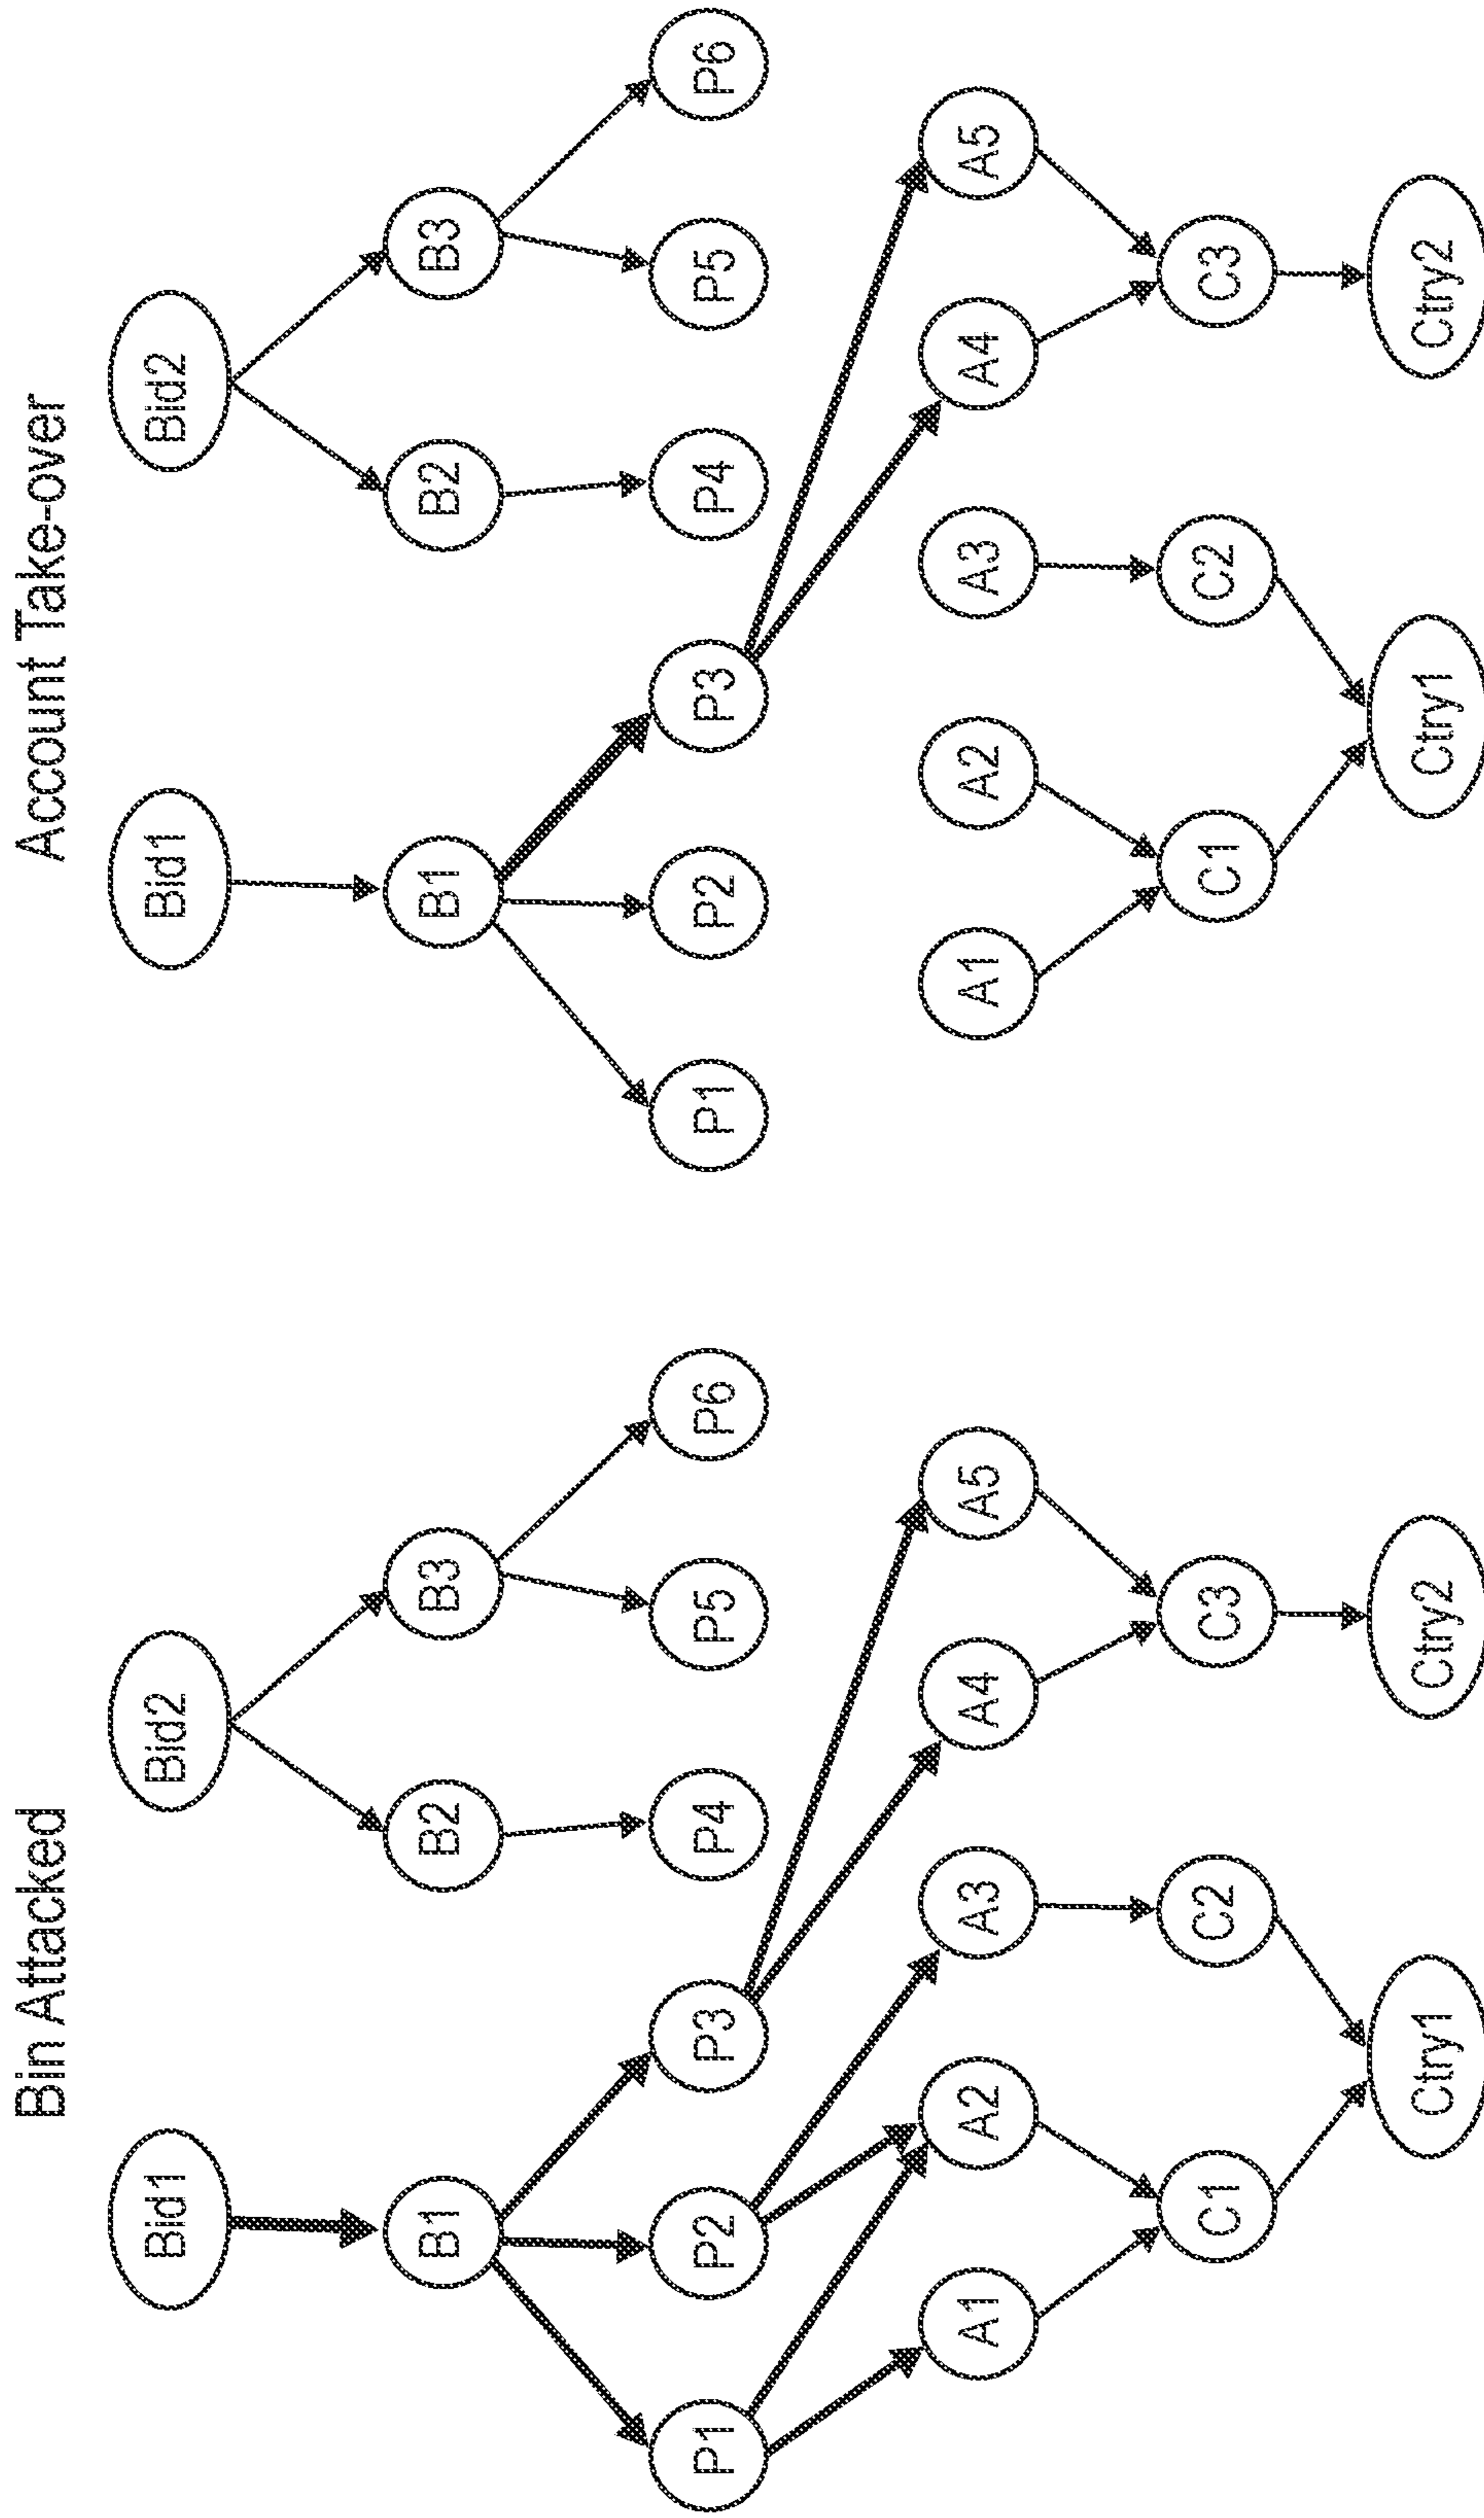 Bin Attacked
Bid1
Bid2
B1
B2
B3
P1
P2
P3
P4
P5
P6
A1
A2
A3
A4
A5
C1
C2
C3
Ctry1
Ctry2
Account Take-over
Bid1
Bid2
B1
B2
B3
P1
P2
P3
P4
P5
P6
A1
A2
A3
A4
A5
C1
C2
C3
Ctry1
Ctry2